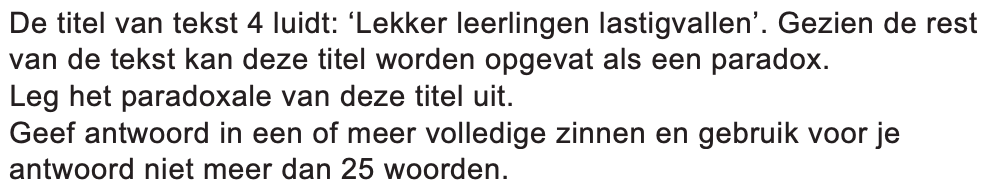 De titel van tekst 4 luidt: ‘Lekker leerlingen lastigvallen’. Gezien de rest
van de tekst kan deze titel worden opgevat als een paradox.
Leg het paradoxale van deze titel uit.
Geef antwoord in een of meer volledige zinnen en gebruik voor je
antwoord niet meer dan 25 woorden.